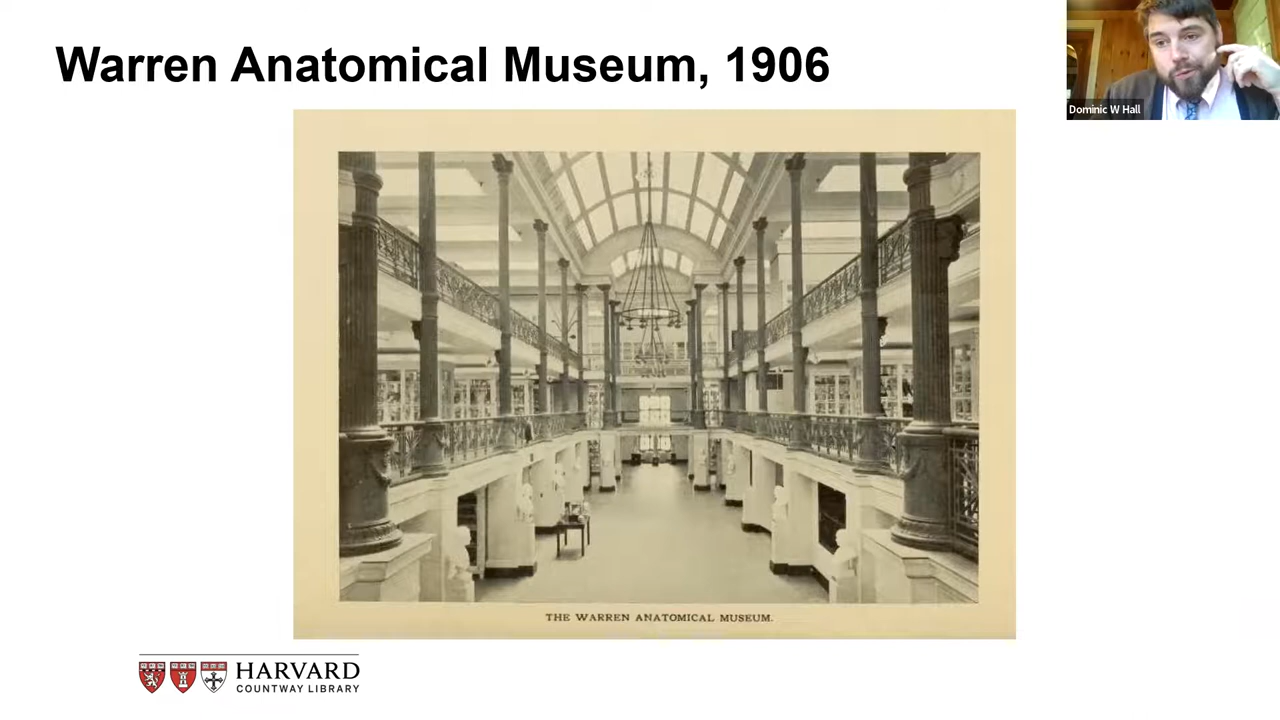 Warren Anatomical Museum, 1906
Dominic W Hall
THE WARREN ANATOMICAL MUSEUM.
HARVARD
COUNTWAY LIBRARY